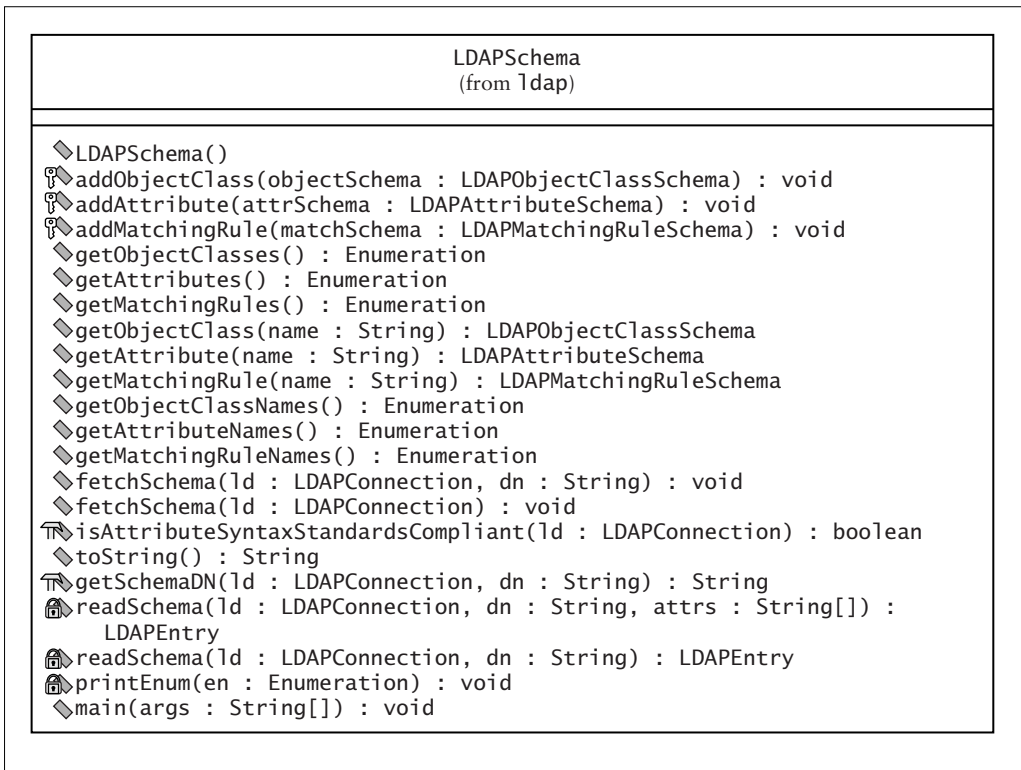 LDAPSchema
(from ldap)
LDAPSchema()
addObjectClass(objectSchema : LDAPObjectClassSchema) : void
addAttribute(attrSchema : LDAPAttributeSchema) : void
addMatchingRule(matchSchema : LDAPMatchingRuleSchema) : void
getObjectClasses() : Enumeration
getAttributes() : Enumeration
getMatchingRules() : Enumeration
getObjectClass(name : String) : LDAPObjectClassSchema
getAttribute(name : String) : LDAPAttributeSchema
getMatchingRule(name : String) : LDAPMatchingRuleSchema
getObjectClassNames() : Enumeration
getAttributeNames() : Enumeration
getMatchingRuleNames() : Enumeration
fetchSchema(ld : LDAPConnection, dn : String) : void
fetchSchema(ld : LDAPConnection) : void
isAttributeSyntaxStandardsCompliant(ld : LDAPConnection) : boolean
toString() : String
getSchemaDN(ld : LDAPConnection, dn : String) : String
readSchema(ld : LDAPConnection, dn : String, attrs : String[]) :
LDAPEntry
readSchema(ld : LDAPConnection, dn : String) : LDAPEntry
printEnum(en : Enumeration) : void
main(args : String[]) : void